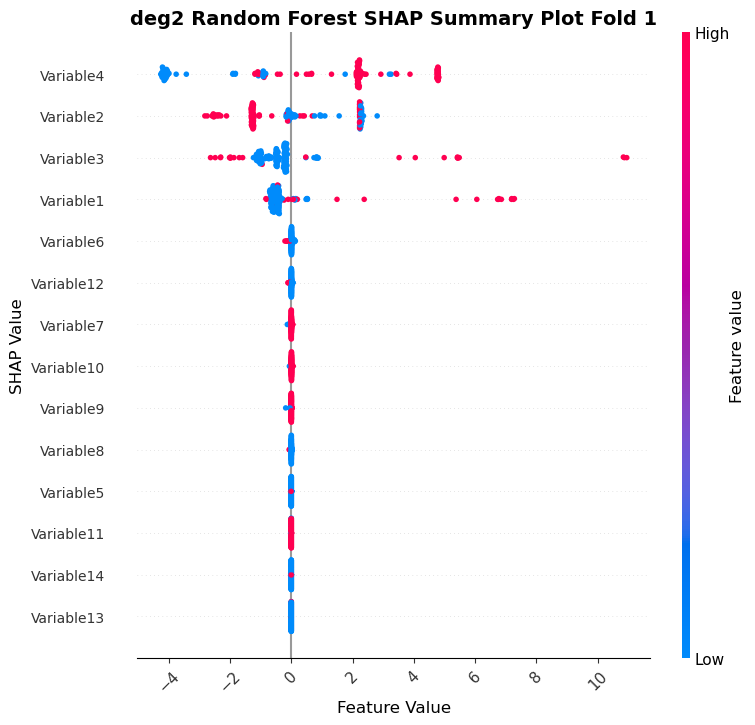 deg2 Random Forest SHAP Summary Plot Fold 1
High
Variable4
Variable2
Variable3
Variable1
Variable6
Variable12
Variable7
Variable10
Variable9
Variable8
Variable5
Variable11
Variable14
Variable13
SHAP Value
Feature value
Low
−4
−2
0
2
4
6
8
10
Feature Value